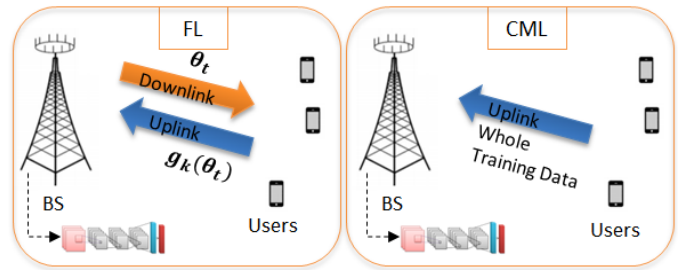 FL
θₜ
Downlink
Uplink
gₖ(θₜ)
BS
Users
CML
Uplink
Whole
Training Data
BS
Users